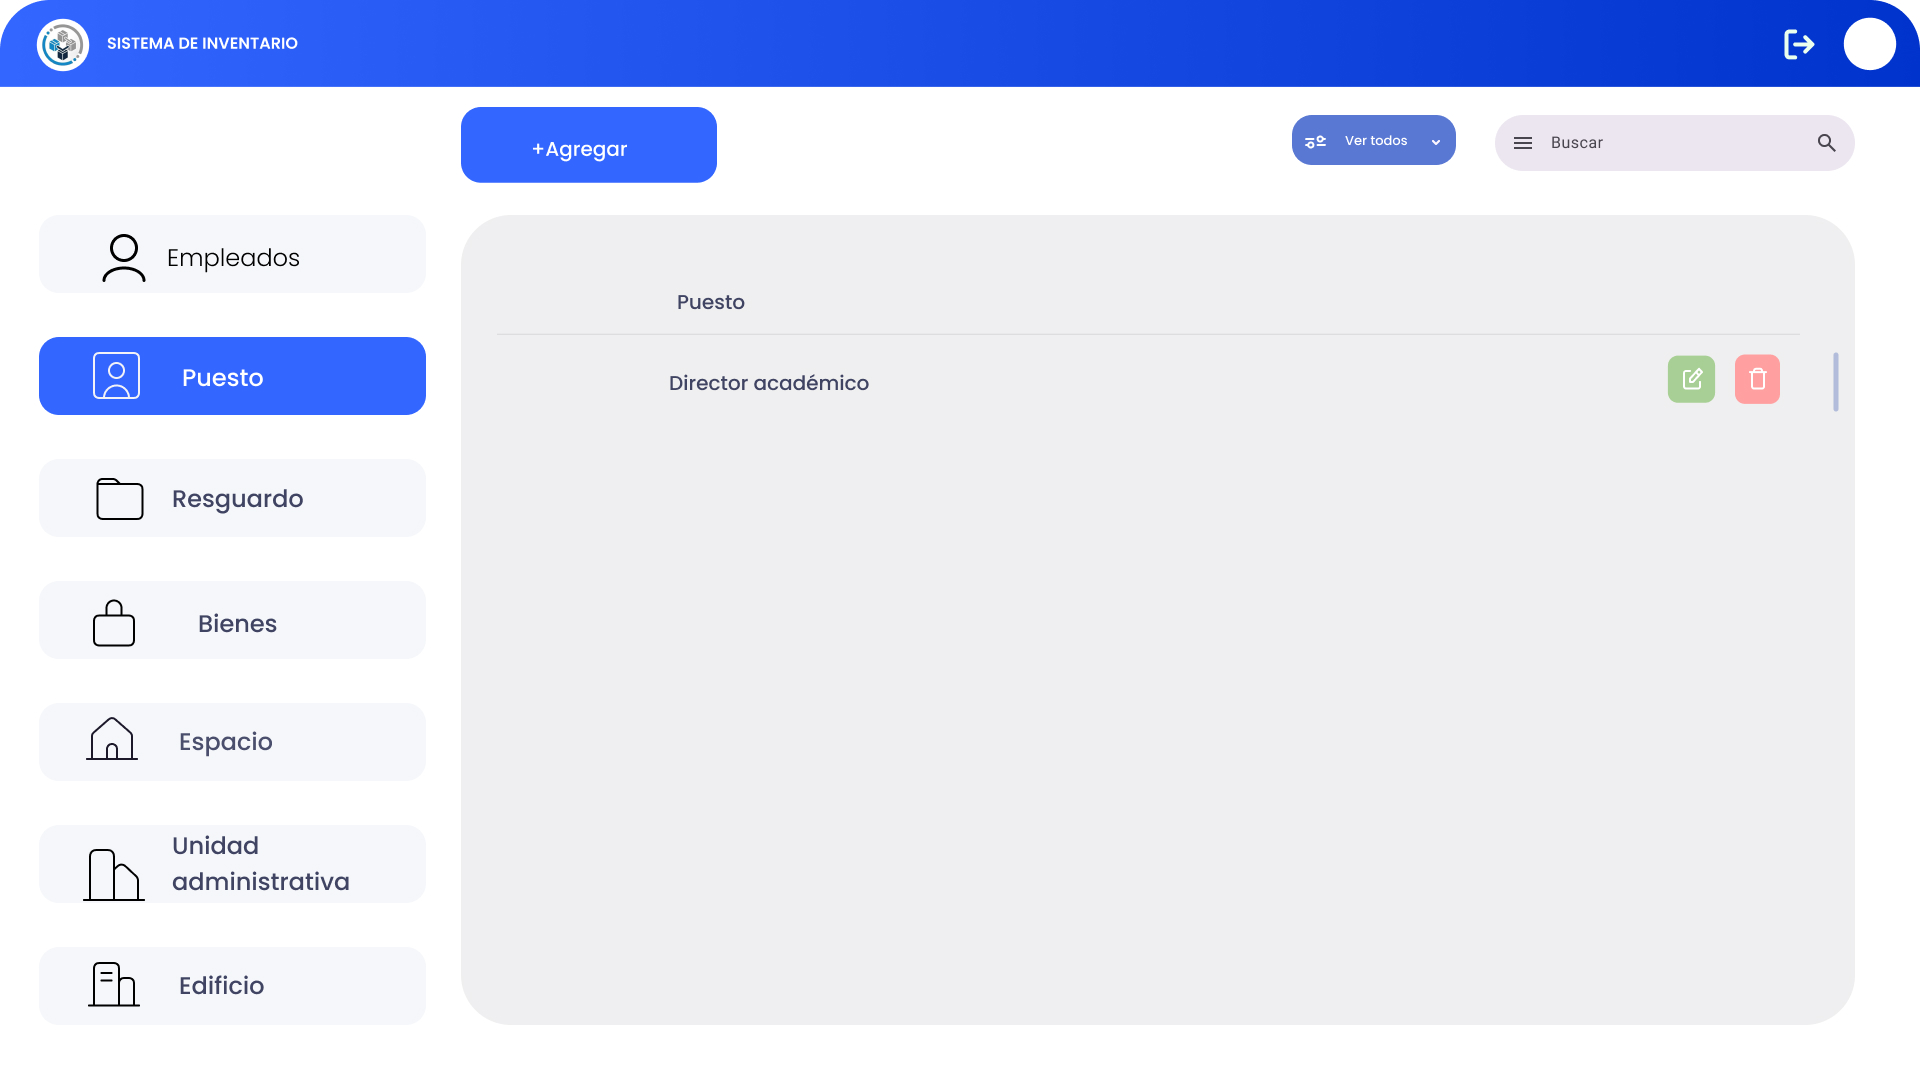 SISTEMA DE INVENTARIO
+Agregar
Ver todos
Buscar
Empleados
Puesto
Resguardo
Bienes
Espacio
Unidad
administrativa
Edificio
Puesto
Director académico